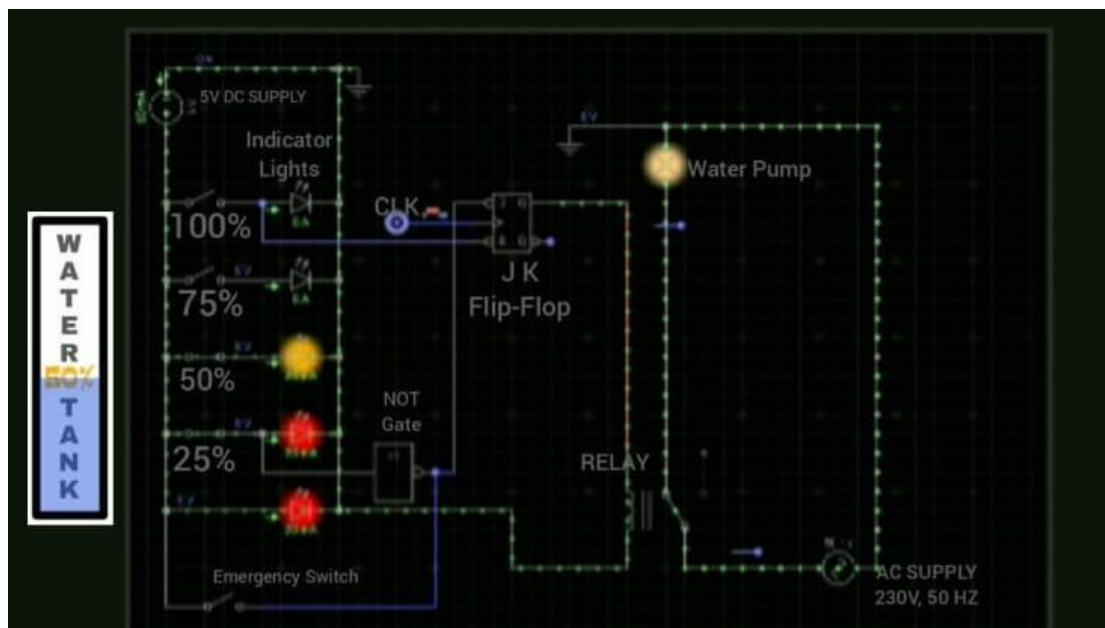 5V DC SUPPLY
Indicator
Lights
100%
75%
50%
25%
CLK
J K
Flip-Flop
NOT
Gate
RELAY
Water Pump
AC SUPPLY
230V, 50 HZ
Emergency Switch
W
A
T
E
R
50%
T
A
N
K